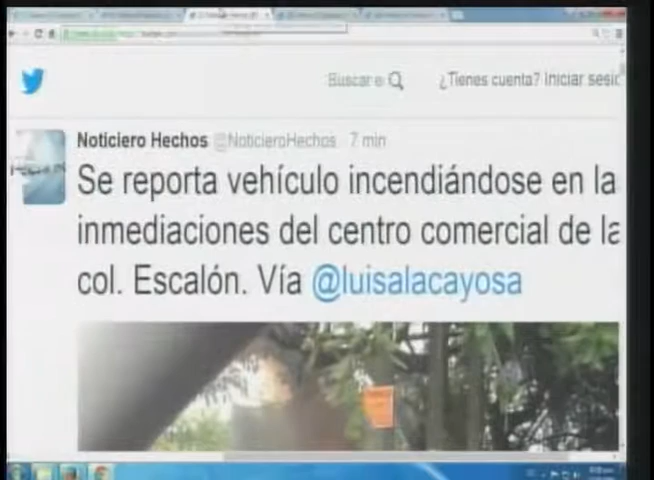 Buscar e
¿Tienes cuenta? Iniciar sesic
Noticiero Hechos @NoticieroHechos 7 min
Se reporta vehículo incendiándose en la
inmediaciones del centro comercial de la
col. Escalón. Vía @luisalacayosa